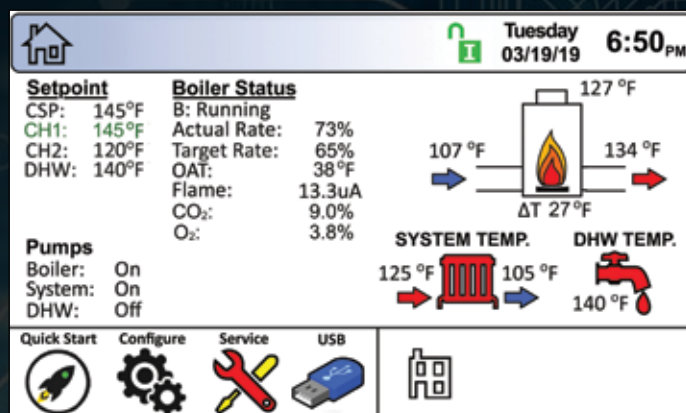 Tuesday
03/19/19
6:50 PM
I
Setpoint
CSP: 145°F
CH1: 145°F
CH2: 120°F
DHW: 140°F
Boiler Status
B: Running
Actual Rate: 73%
Target Rate: 65%
OAT: 38°F
Flame: 13.3uA
CO₂: 9.0%
O₂: 3.8%
127 °F
107 °F
134 °F
ΔT 27°F
Pumps
Boiler: On
System: On
DHW: Off
SYSTEM TEMP.
125 °F
105 °F
DHW TEMP.
140 °F
Quick Start
Configure
Service
USB